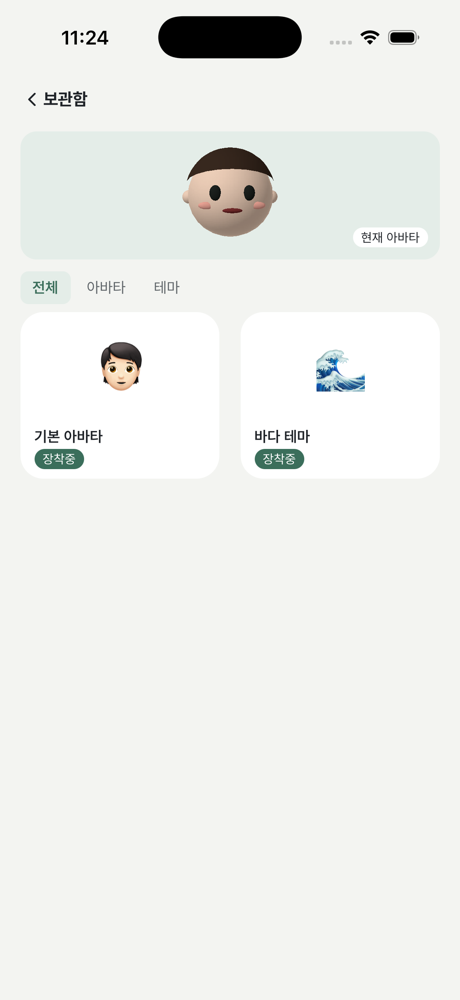 11:24
보관함
현재 아바타
전체 아바타 테마
기본 아바타
장착중
바다 테마
장착중